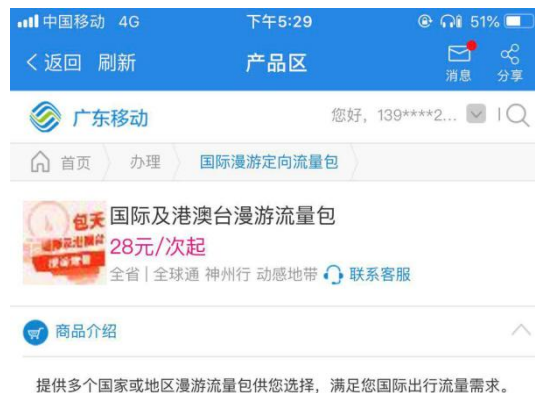 中国移动 4G 下午5:29 51%
返回 刷新 产品区 消息 分享
广东移动 您好，139****2...
首页 办理 国际漫游定向流量包
包天 国际及港澳台漫游流量包
28元/次起
全省 | 全球通 神州行 动感地带 联系客服
商品介绍
提供多个国家或地区漫游流量包供您选择，满足您国际出行流量需求。